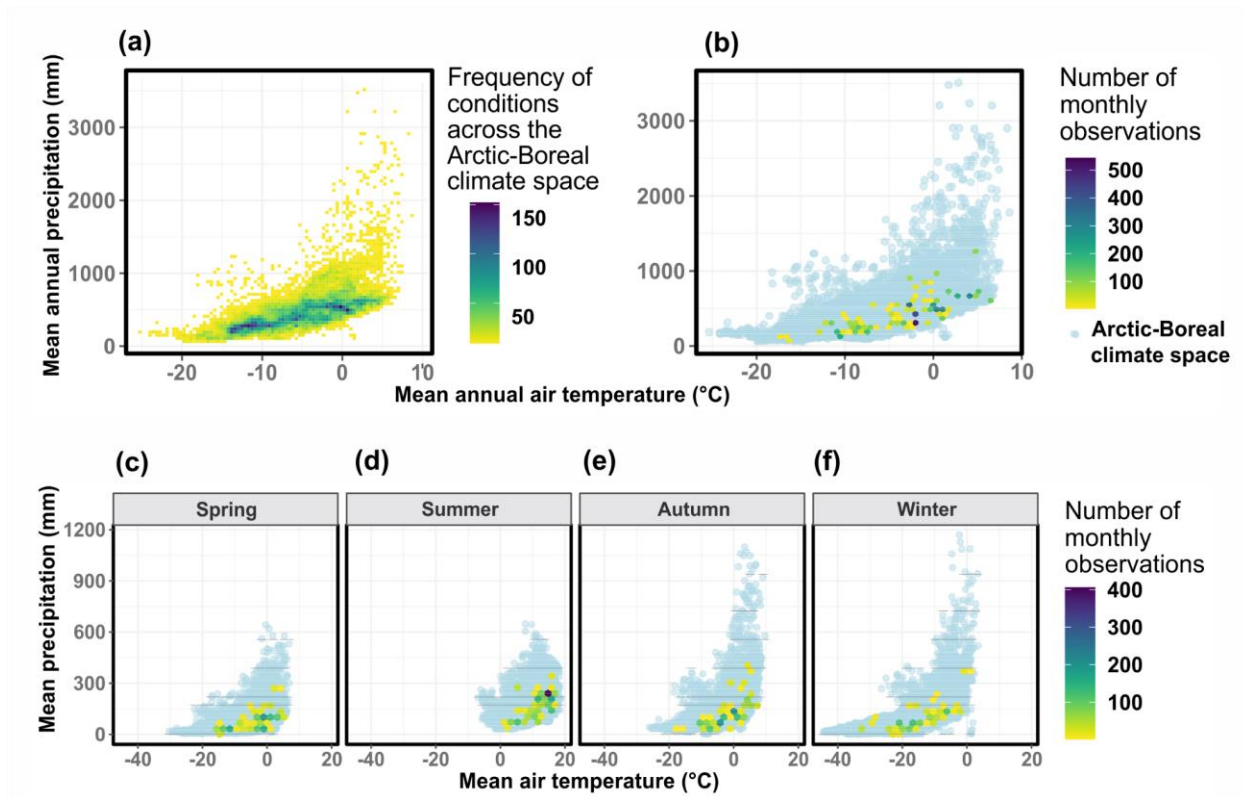 (a)
(b)
Mean annual precipitation (mm)
3000
2000
1000
0
-20
-10
0
10
Frequency of
conditions
across the
Arctic-Boreal
climate space
150
100
50
3000
2000
1000
0
-20
-10
0
10
Number of
monthly
observations
500
400
300
200
100
Arctic-Boreal
climate space
Mean annual air temperature (°C)
(c)
(d)
(e)
(f)
Spring
Summer
Autumn
Winter
Mean precipitation (mm)
1200
900
600
300
0
-40 -20 0 20
-40 -20 0 20
-40 -20 0 20
-40 -20 0 20
Mean air temperature (°C)
Number of
monthly
observations
400
300
200
100